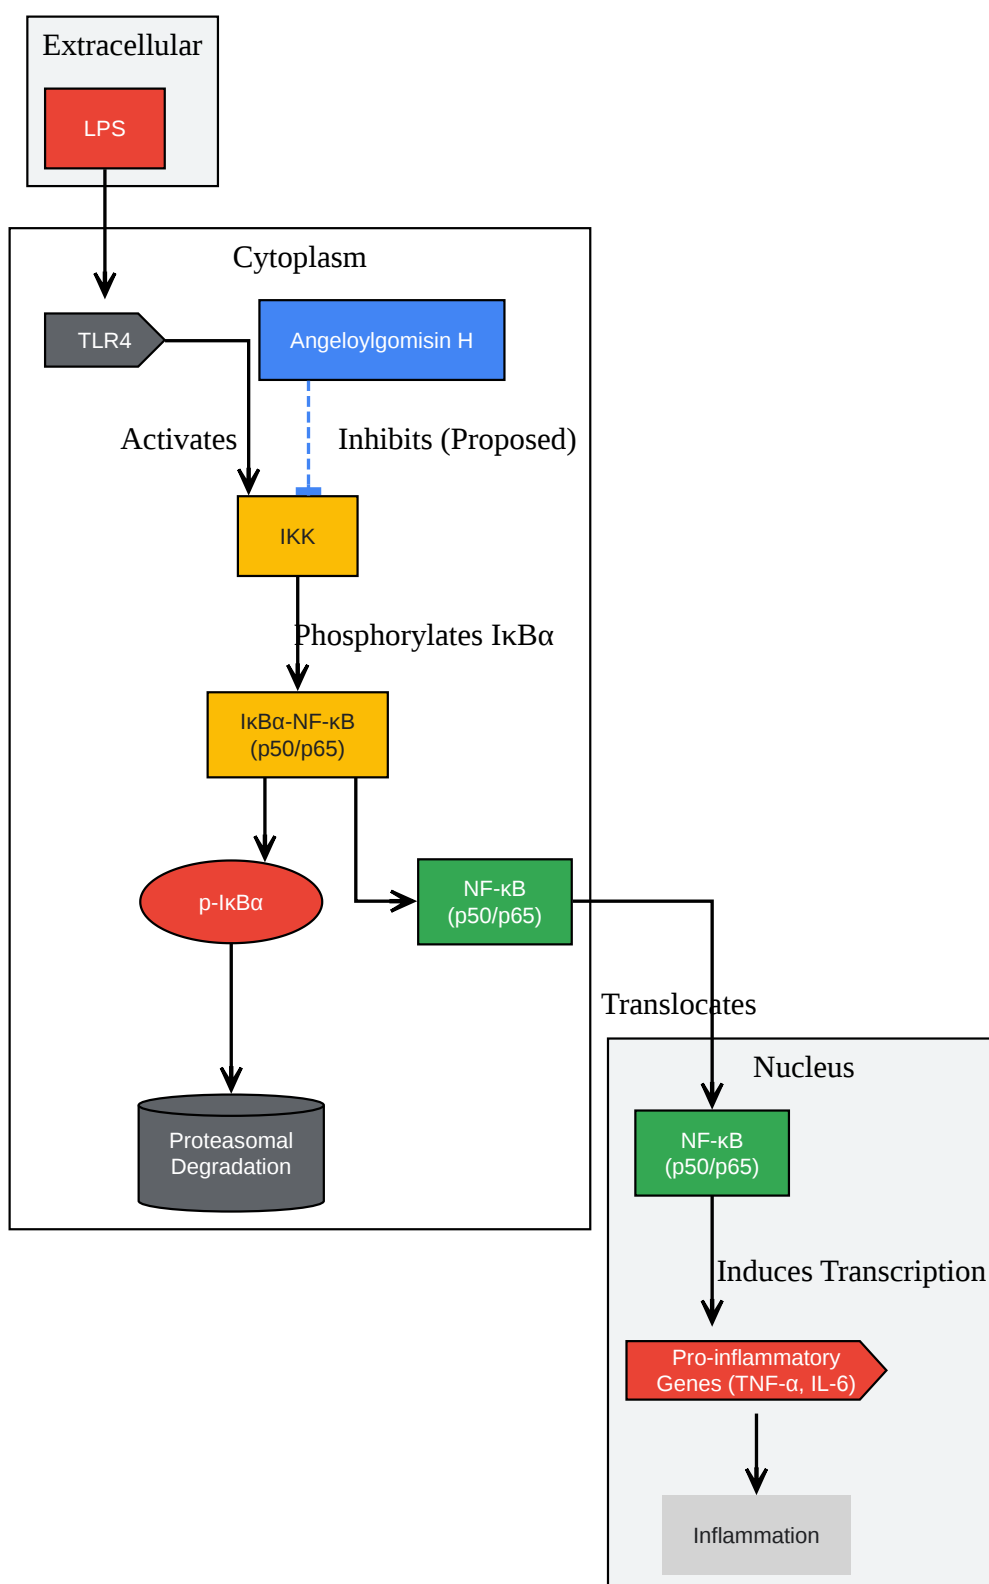 Extracellular
LPS
Cytoplasm
TLR4
Angeloylgomisin H
Activates
Inhibits (Proposed)
IKK
Phosphorylates IκBα
IκBα-NF-κB
(p50/p65)
p-IκBα
NF-κB
(p50/p65)
Translocates
Nucleus
Proteasomal
Degradation
NF-κB
(p50/p65)
Induces Transcription
Pro-inflammatory
Genes (TNF-α, IL-6)
Inflammation